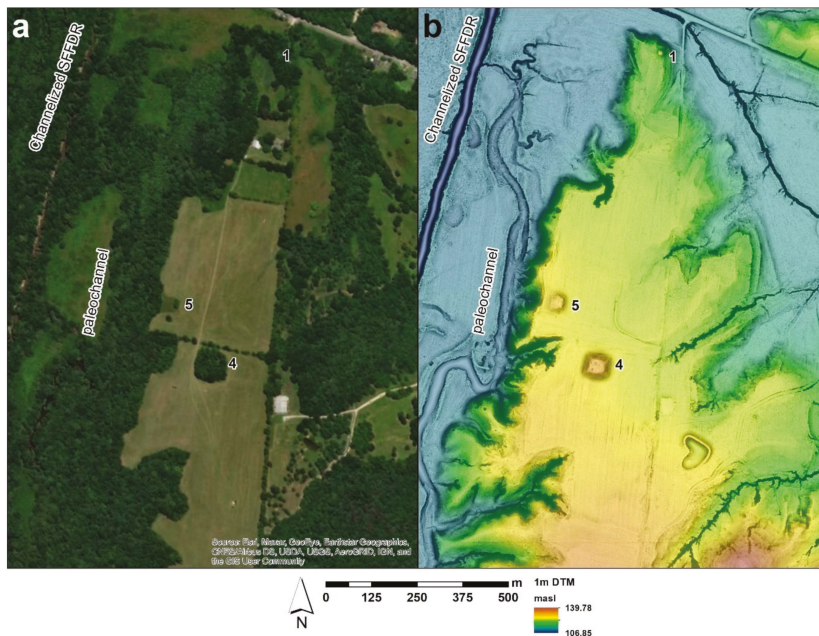 a
Channelized SFFDR
1
paleochannel
5
4
Source: Esri, Maxar, GeoEye, Earthstar Geographics,
CNES/Airbus DS, USDA, USGS, AeroGRID, IGN, and
the GIS User Community
b
Channelized SFFDR
1
paleochannel
5
4
N
0 125 250 375 500 m
1m DTM
masl
139.78
106.85